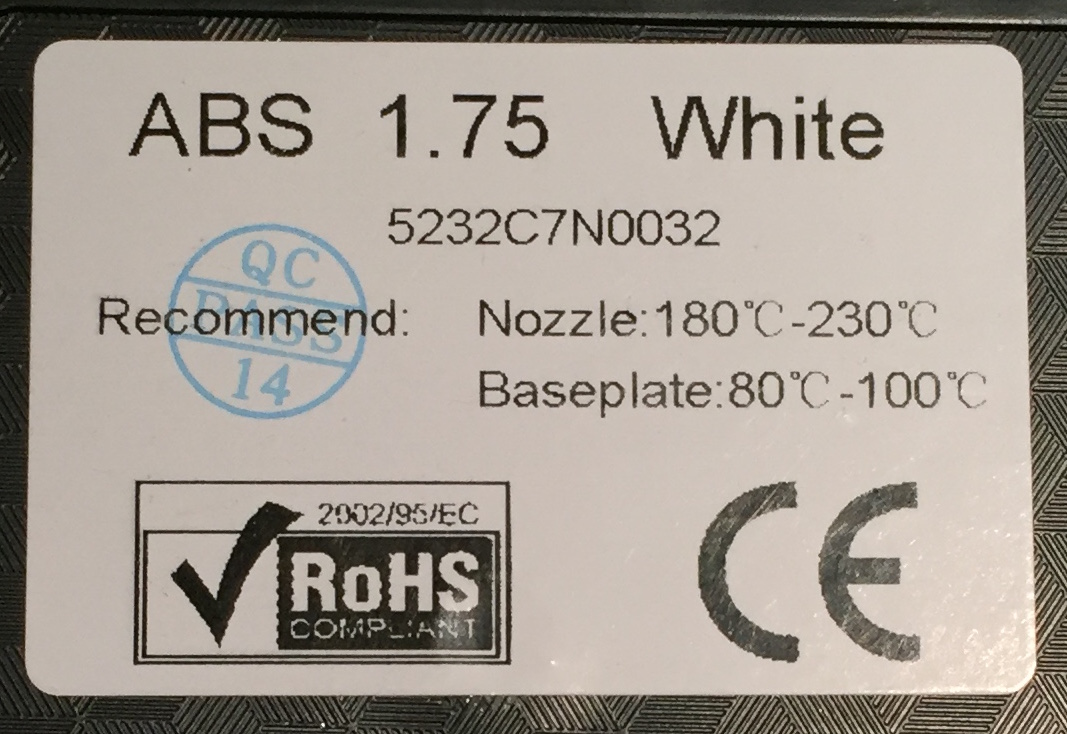 ABS 1.75 White
5232C7N0032
QC
PASS
14
Recommend: Nozzle:180℃-230℃
Baseplate:80℃-100℃
2002/95/EC
RoHS
COMPLIANT
CE